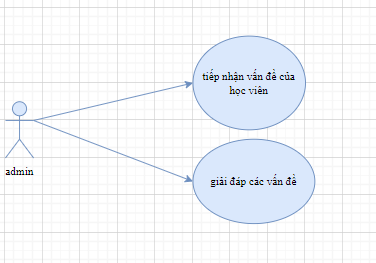 tiếp nhận vấn đề của
học viên
admin
giải đáp các vấn đề